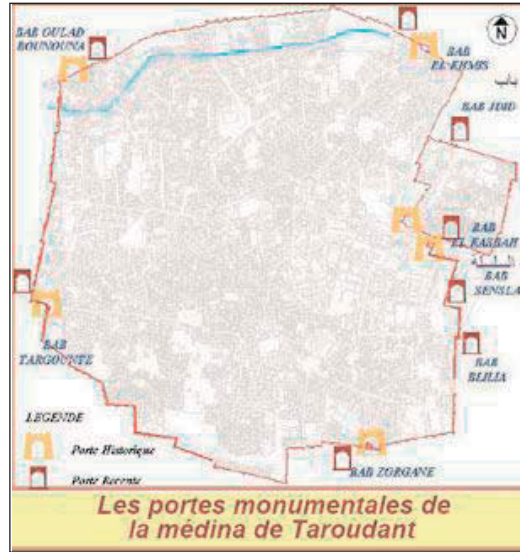 BAB OULAD
BOUNOUNA
N
BAB
EL KHMIS
باب
BAB JDID
BAB
EL KASBAH
BAB
SENSLA
BAB
BLILIA
BAB
TARGOUNTE
BAB ZORGANE
LEGENDE
Porte Historique
Porte Recente
Les portes monumentales de
la médina de Taroudant